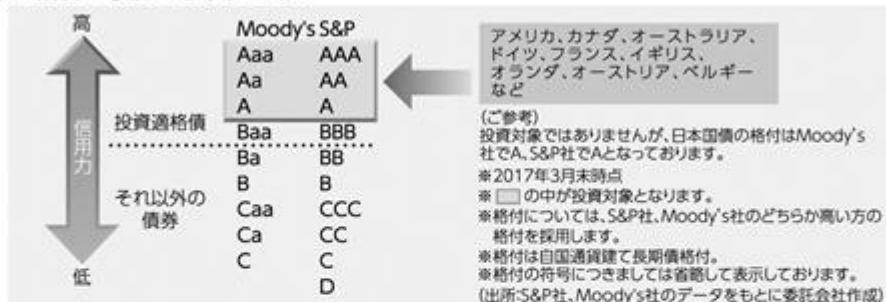 高
Moody's S&P
Aaa AAA
Aa AA
A A
Baa BBB
Ba BB
B B
Caa CCC
Ca CC
C C
D
投資適格債
信用力
それ以外の
債券
低
アメリカ、カナダ、オーストラリア、
ドイツ、フランス、イギリス、
オランダ、オーストリア、ベルギー
など
(ご参考)
投資対象ではありませんが、日本国債の格付はMoody's
社でA、S&P社でAとなっております。
※2017年3月末時点
※ の中が投資対象となります。
※格付については、S&P社、Moody's社のどちらか高い方の
格付を採用します。
※格付は自国通貨建て長期債格付。
※格付の符号につきましては省略して表示しております。
(出所:S&P社、Moody's社のデータをもとに委託会社作成)